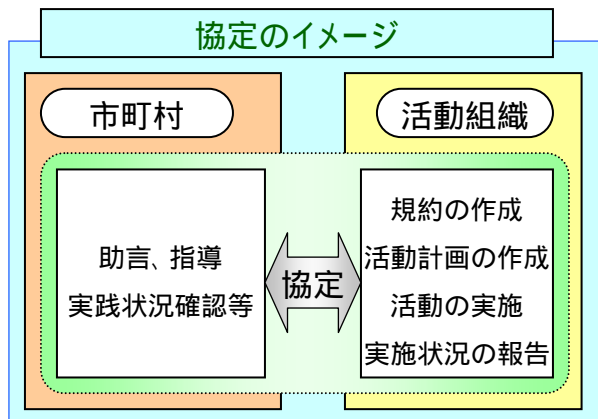 協定のイメージ
市町村
活動組織
助言、指導
実践状況確認等
協定
規約の作成
活動計画の作成
活動の実施
実施状況の報告